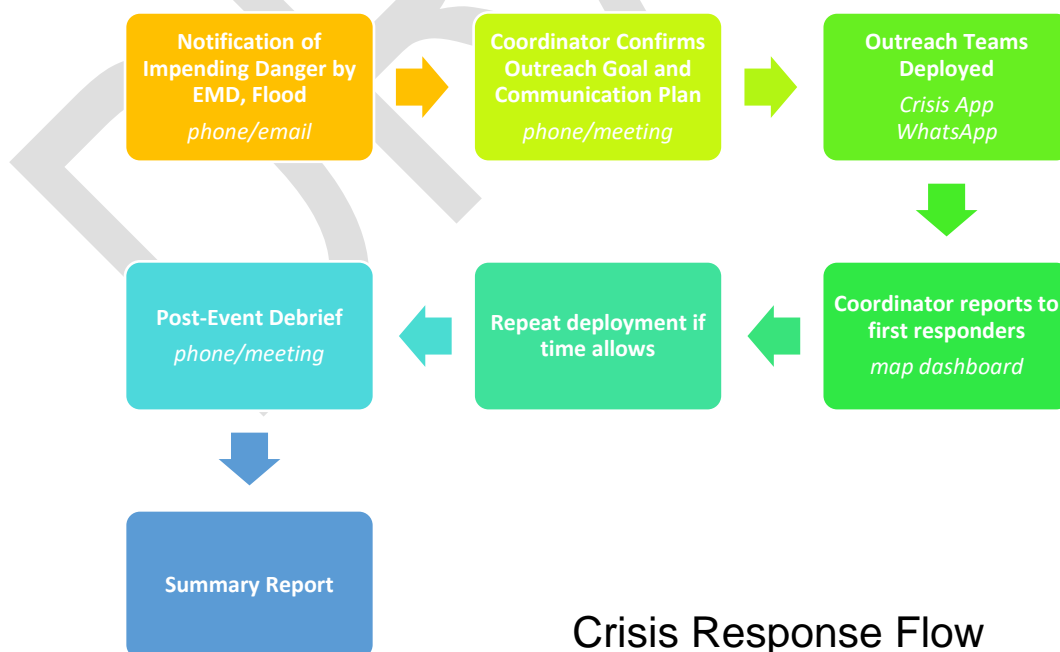 Notification of
Impending Danger by
EMD, Flood
phone/email
Coordinator Confirms
Outreach Goal and
Communication Plan
phone/meeting
Outreach Teams
Deployed
Crisis App
WhatsApp
Coordinator reports to
first responders
map dashboard
Repeat deployment if
time allows
Post-Event Debrief
phone/meeting
Summary Report
Crisis Response Flow